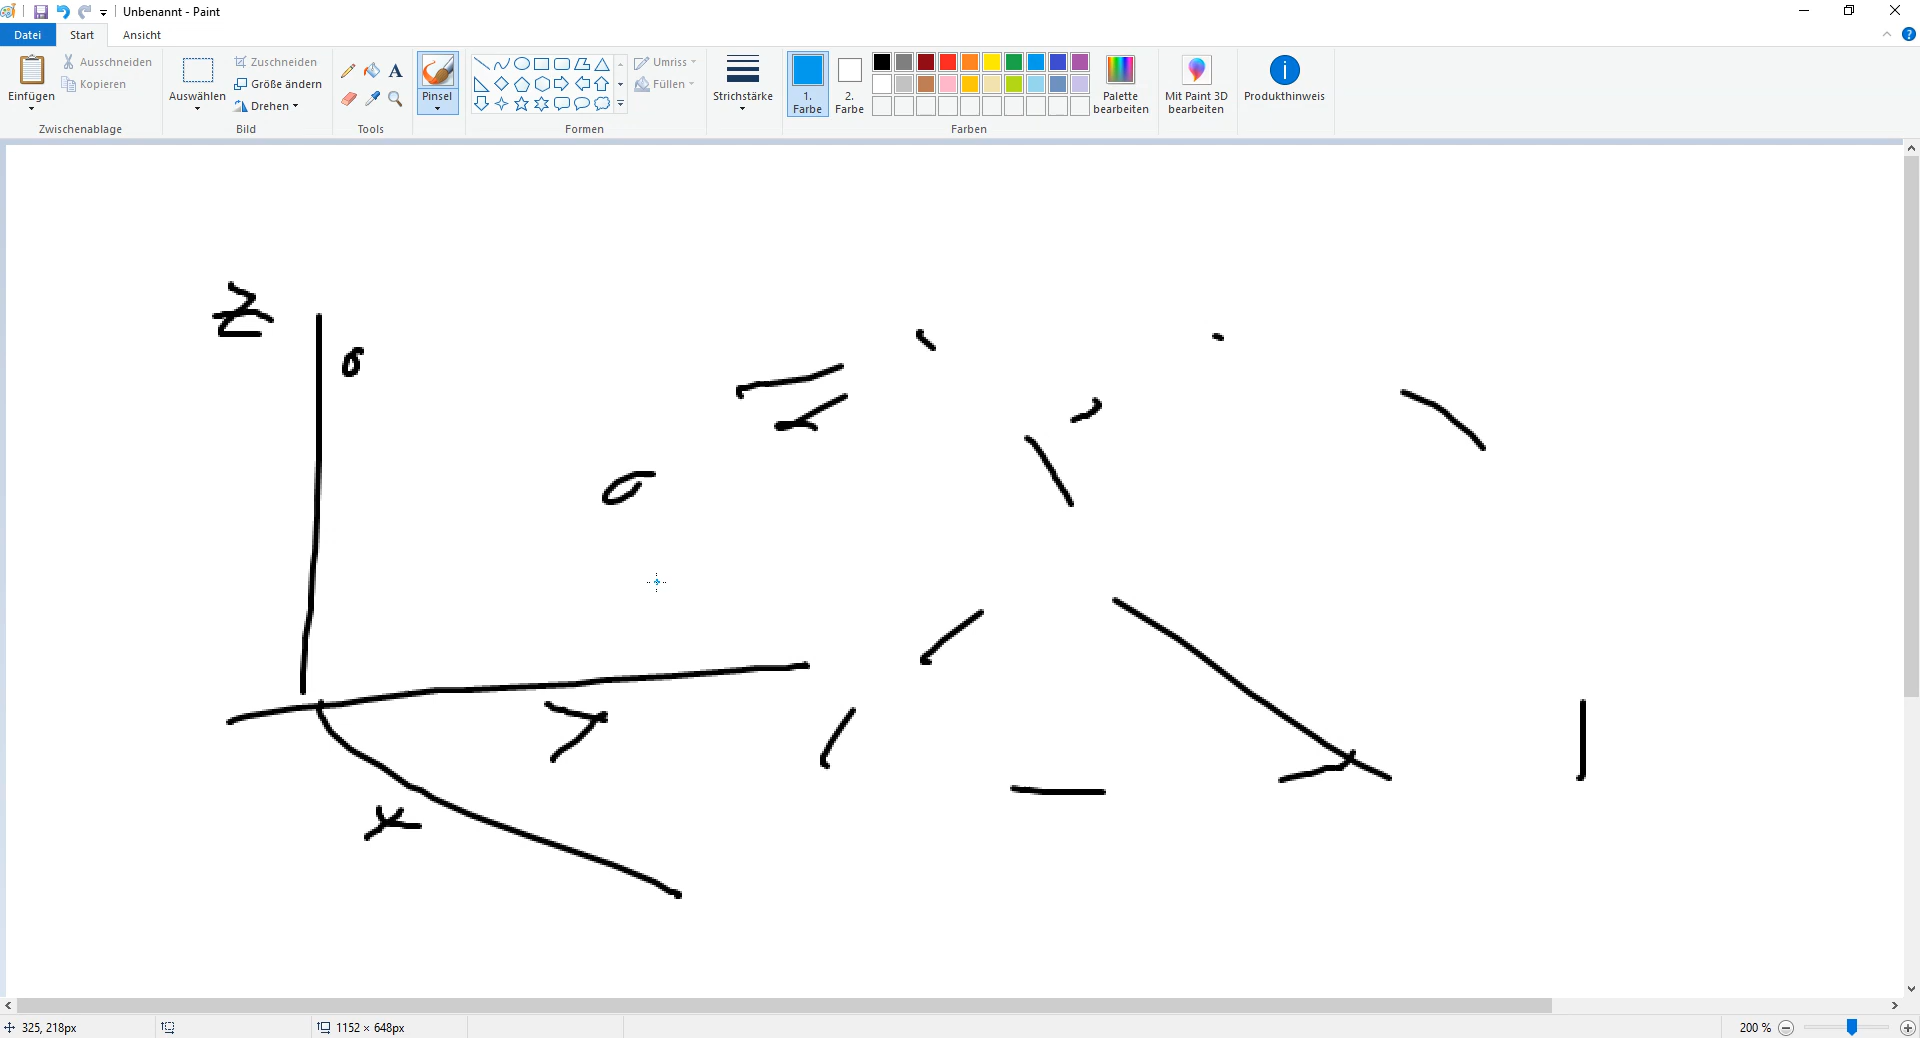 Unbenannt - Paint
Datei Start Ansicht
Einfügen
Ausschneiden
Kopieren
Zwischenablage
Auswählen
Zuschneiden
Größe ändern
Drehen
Bild
A
Tools
Pinsel
Formen
Umriss
Füllen
Strichstärke
1. Farbe
2. Farbe
Farben
Palette bearbeiten
Mit Paint 3D bearbeiten
Produkthinweis
Z
x
325, 218px
1152 × 648px
200 %